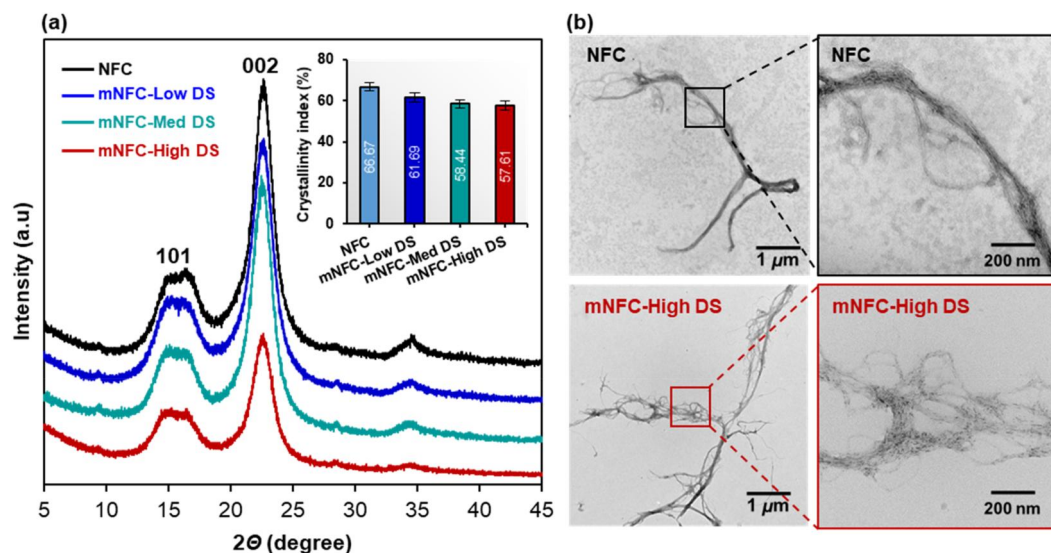 (a)
NFC
mNFC-Low DS
mNFC-Med DS
mNFC-High DS
002
101
Intensity (a.u)
5 10 15 20 25 30 35 40 45
2Θ (degree)
Crystallinity index (%)
80
60
40
20
0
66.67
61.69
58.44
57.61
NFC
mNFC-Low DS
mNFC-Med DS
mNFC-High DS
(b)
NFC
1 µm
NFC
200 nm
mNFC-High DS
1 µm
mNFC-High DS
200 nm